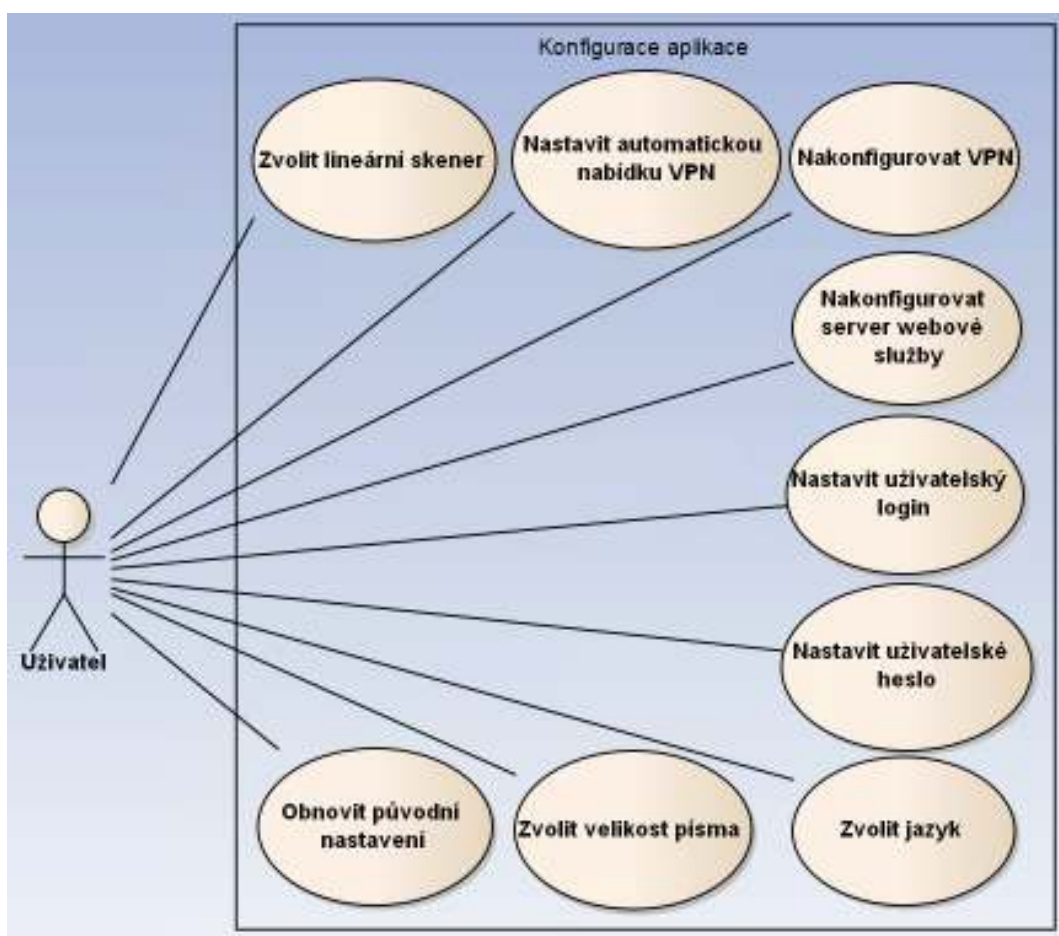 Konfigurace aplikace
Zvolit lineární skener
Nastavit automatickou
nabídku VPN
Nakonfigurovat VPN
Nakonfigurovat
server webové
služby
Nastavit uživatelský
login
Nastavit uživatelské
heslo
Uživatel
Obnovit původní
nastavení
Zvolit velikost písma
Zvolit jazyk